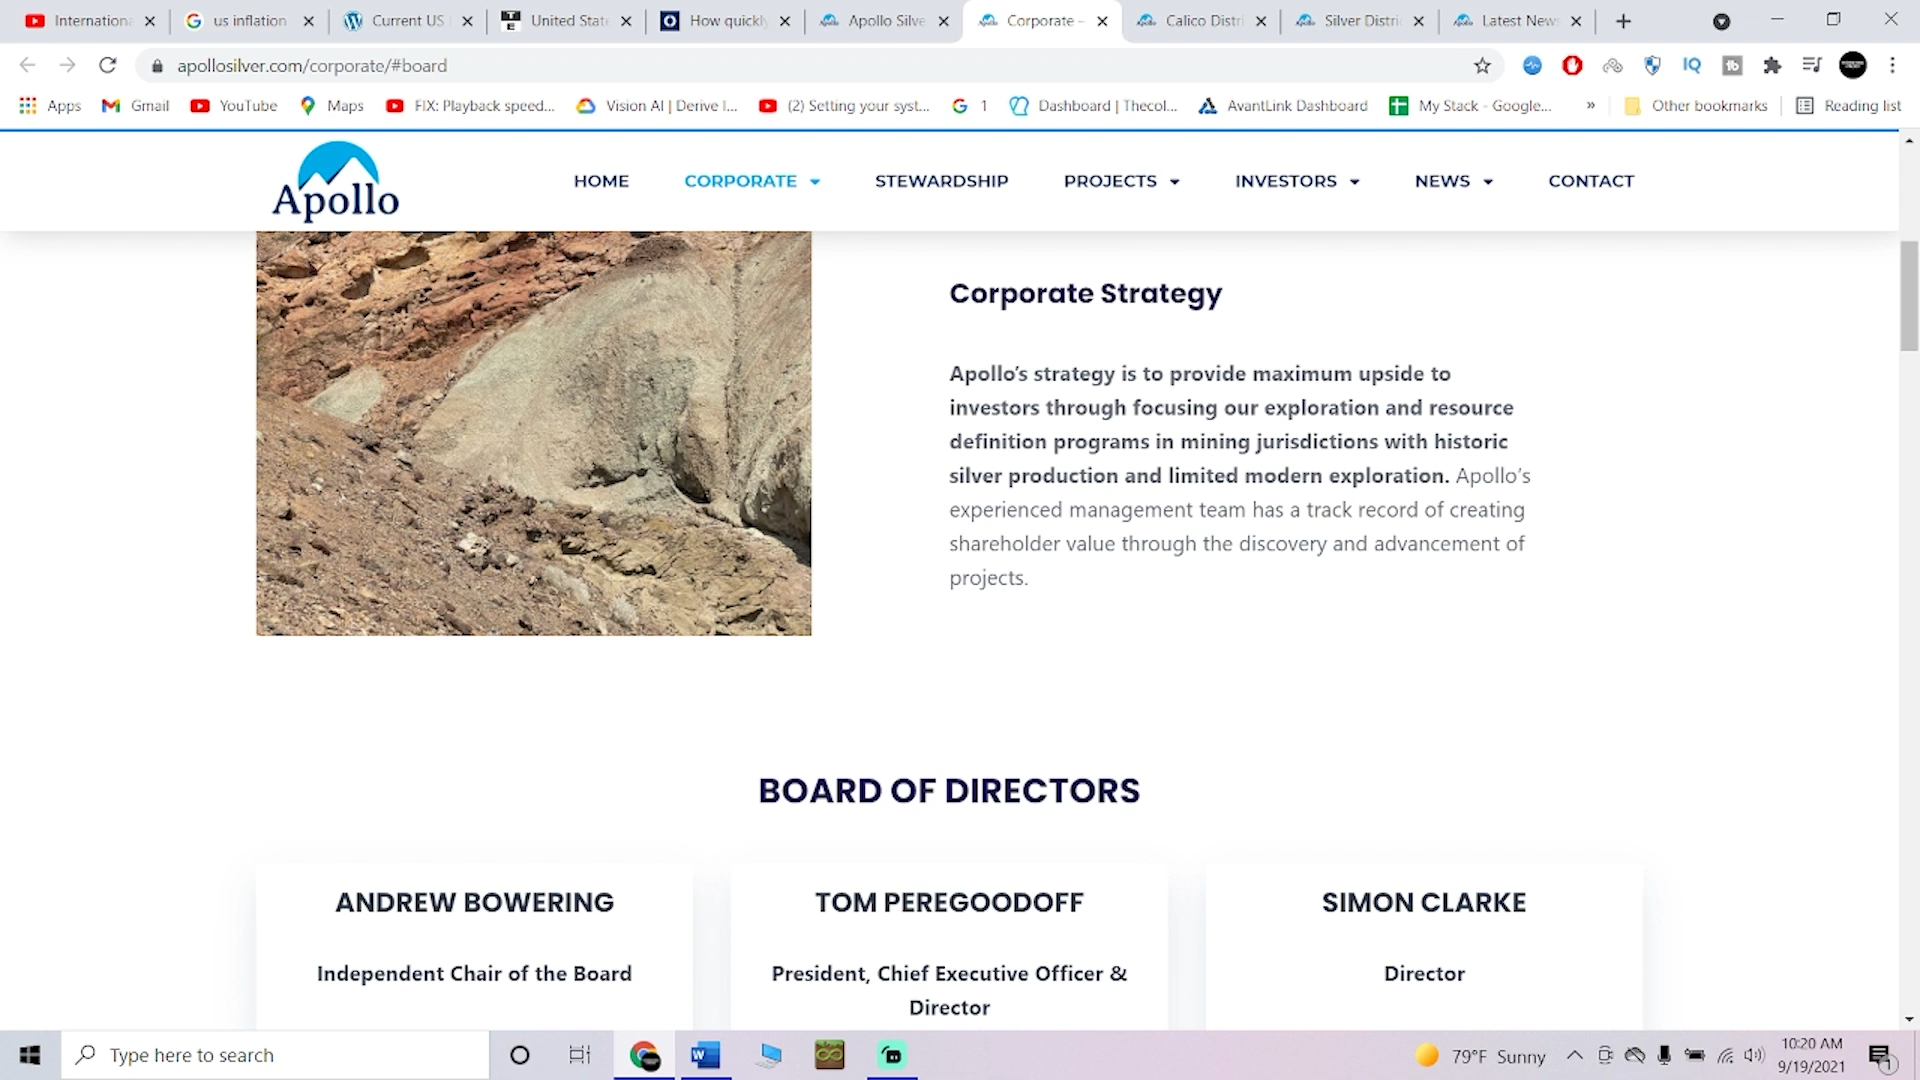 Internationa
us inflation
Current US
United State
How quickly
Apollo Silve
Corporate –
Calico Distri
Silver Distric
Latest New
apollosilver.com/corporate/#board
Apps
Gmail
YouTube
Maps
FIX: Playback speed...
Vision AI | Derive I...
(2) Setting your syst...
1
Dashboard | Thecol...
AvantLink Dashboard
My Stack - Google...
»
Other bookmarks
Reading list
Apollo
HOME
CORPORATE
STEWARDSHIP
PROJECTS
INVESTORS
NEWS
CONTACT
Corporate Strategy
Apollo’s strategy is to provide maximum upside to
investors through focusing our exploration and resource
definition programs in mining jurisdictions with historic
silver production and limited modern exploration. Apollo’s
experienced management team has a track record of creating
shareholder value through the discovery and advancement of
projects.
BOARD OF DIRECTORS
ANDREW BOWERING
Independent Chair of the Board
TOM PEREGOODOFF
President, Chief Executive Officer &
Director
SIMON CLARKE
Director
Type here to search
79°F Sunny
10:20 AM
9/19/2021